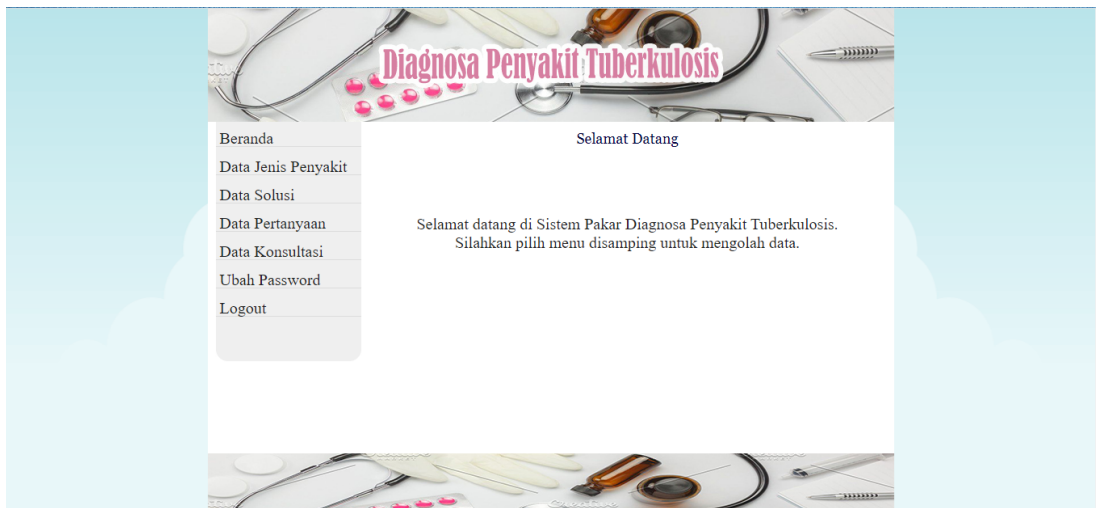 Diagnosa Penyakit Tuberkulosis
Beranda
Data Jenis Penyakit
Data Solusi
Data Pertanyaan
Data Konsultasi
Ubah Password
Logout
Selamat Datang
Selamat datang di Sistem Pakar Diagnosa Penyakit Tuberkulosis.
Silahkan pilih menu disamping untuk mengolah data.